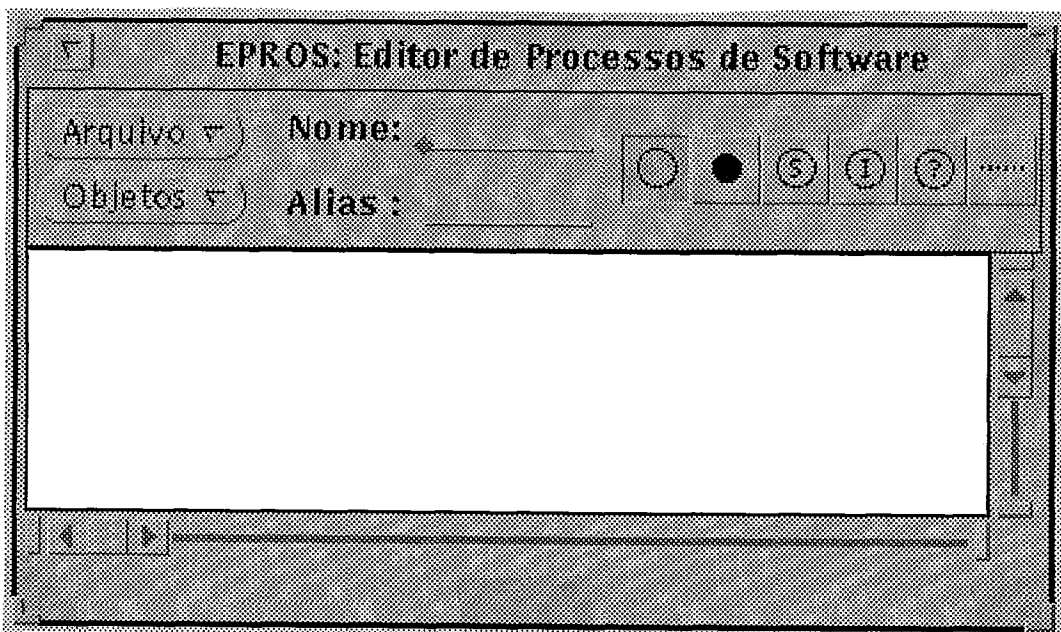 EPROS: Editor de Processos de Software
Arquivo Nome:
Objetos Alias :
S I ? ......